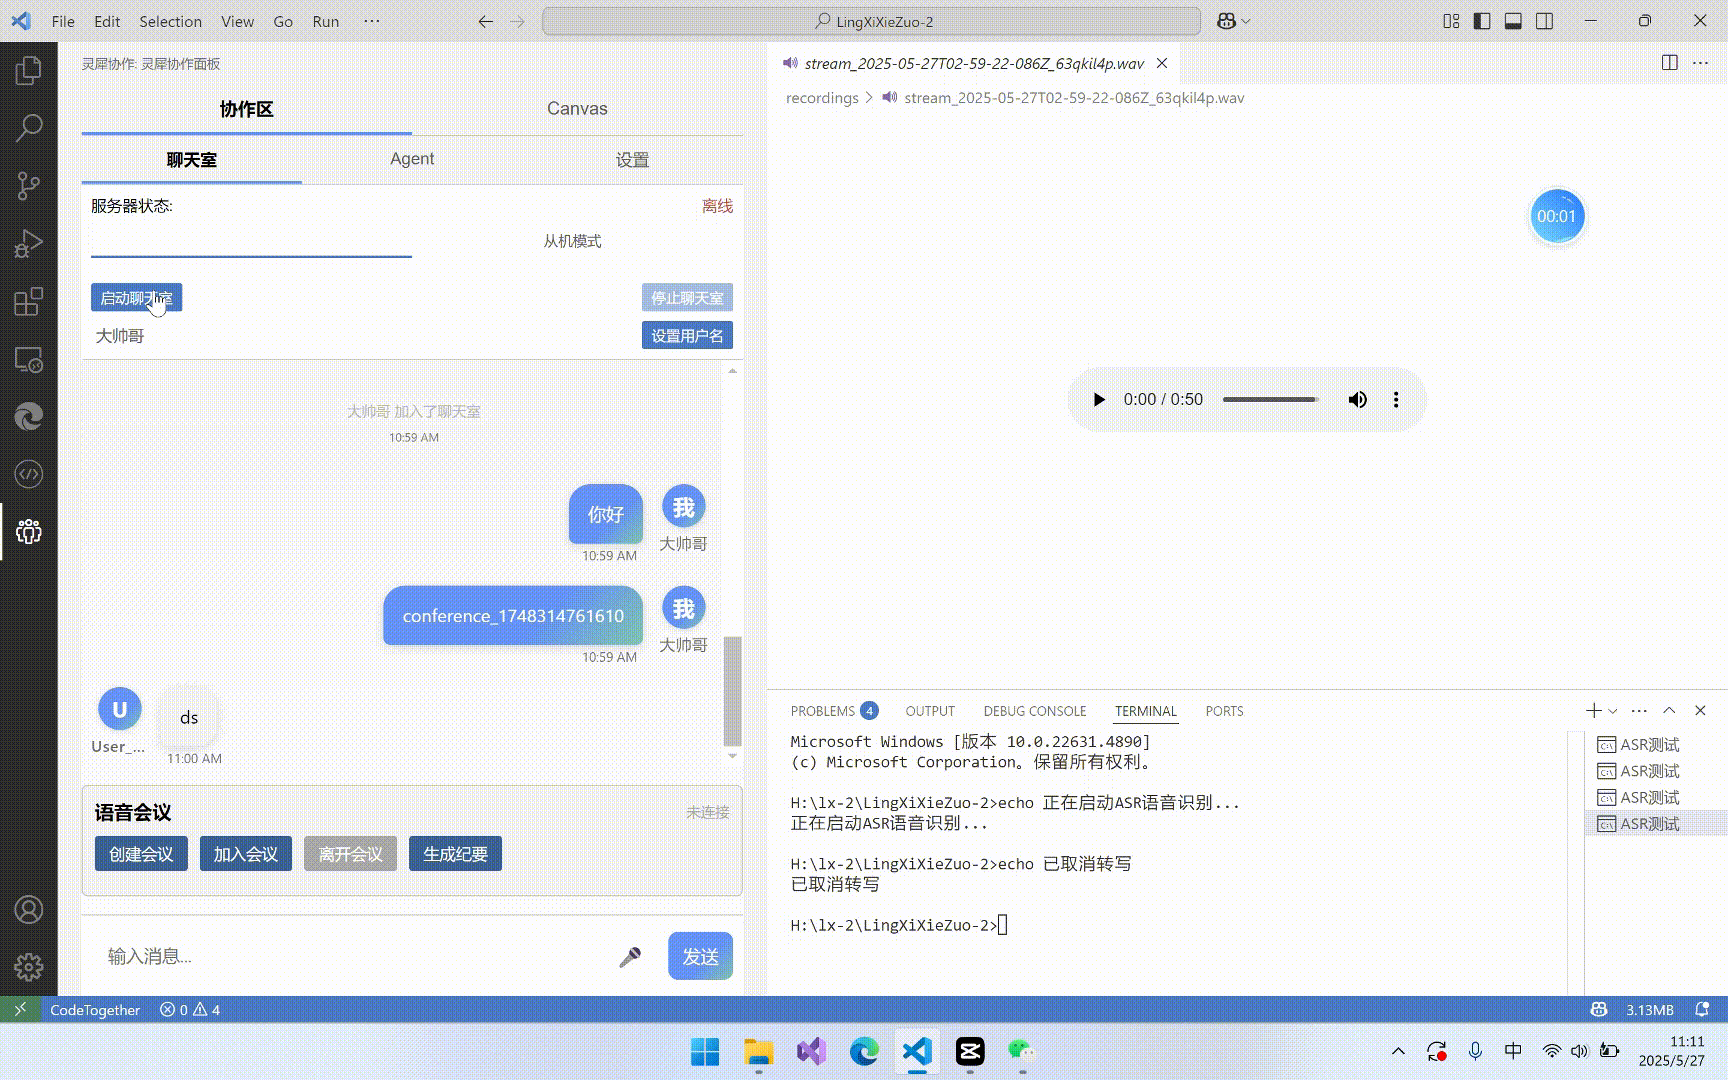 File Edit Selection View Go Run ···
LingXiXieZuo-2
灵犀协作: 灵犀协作面板
协作区 Canvas
聊天室 Agent 设置
服务器状态: 离线
从机模式
启动聊天室 停止聊天室
大帅哥 设置用户名
大帅哥 加入了聊天室
10:59 AM
你好 我
大帅哥
10:59 AM
conference_1748314761610 我
大帅哥
10:59 AM
U ds
User_...
11:00 AM
语音会议 未连接
创建会议 加入会议 离开会议 生成纪要
输入消息... 发送
stream_2025-05-27T02-59-22-086Z_63qkil4p.wav
recordings > stream_2025-05-27T02-59-22-086Z_63qkil4p.wav
00:01
0:00 / 0:50
PROBLEMS 4 OUTPUT DEBUG CONSOLE TERMINAL PORTS
Microsoft Windows [版本 10.0.22631.4890]
(c) Microsoft Corporation。保留所有权利。
H:\lx-2\LingXiXieZuo-2>echo 正在启动ASR语音识别...
正在启动ASR语音识别...
H:\lx-2\LingXiXieZuo-2>echo 已取消转写
已取消转写
H:\lx-2\LingXiXieZuo-2>
ASR测试
ASR测试
ASR测试
ASR测试
CodeTogether 0 4 3.13MB
中
11:11
2025/5/27